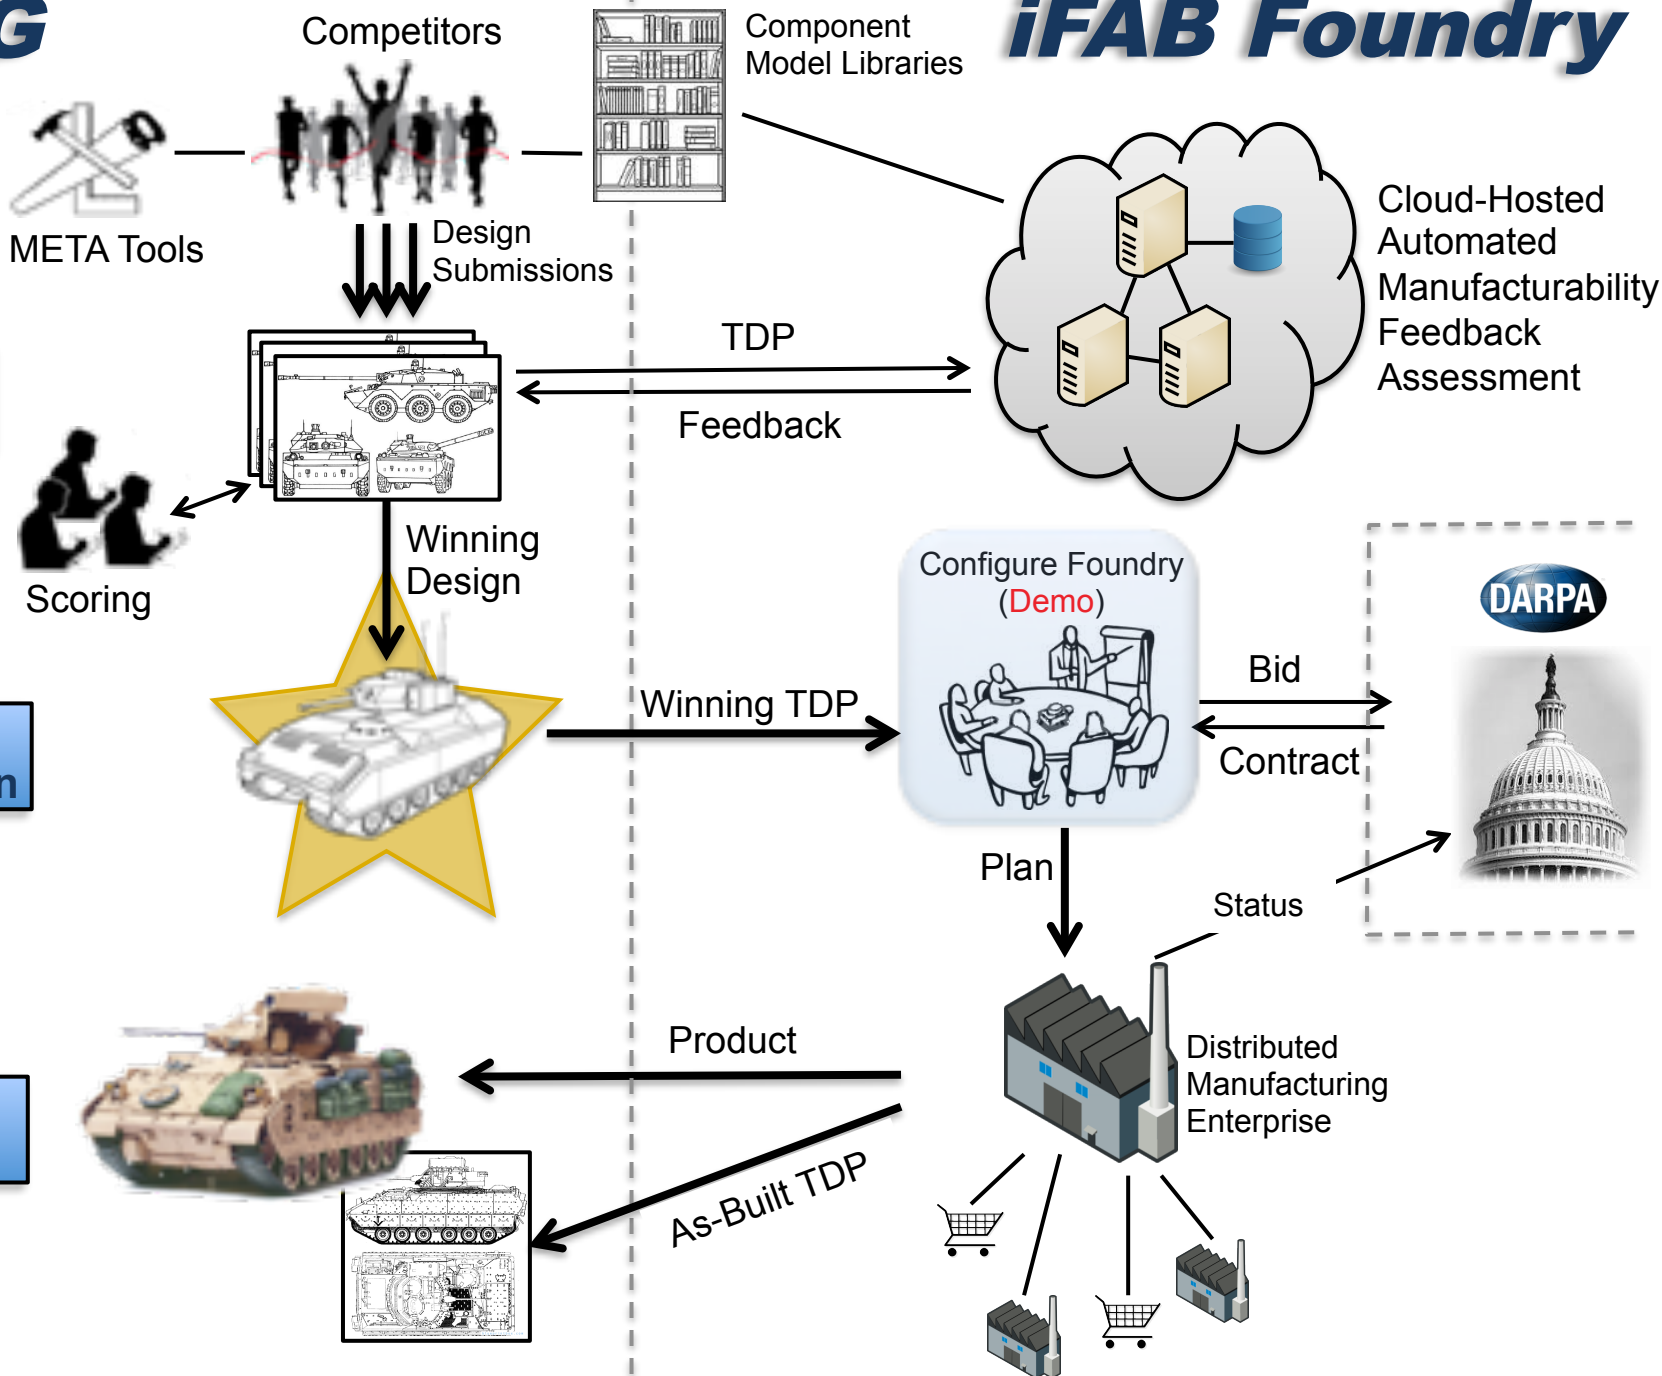 G
iFAB Foundry
Competitors
Component
Model Libraries
META Tools
Design
Submissions
Cloud-Hosted
Automated
Manufacturability
Feedback
Assessment
TDP
Feedback
Scoring
Winning
Design
Configure Foundry
(Demo)
DARPA
Bid
Winning TDP
Contract
n
Plan
Status
Product
Distributed
Manufacturing
Enterprise
As-Built TDP